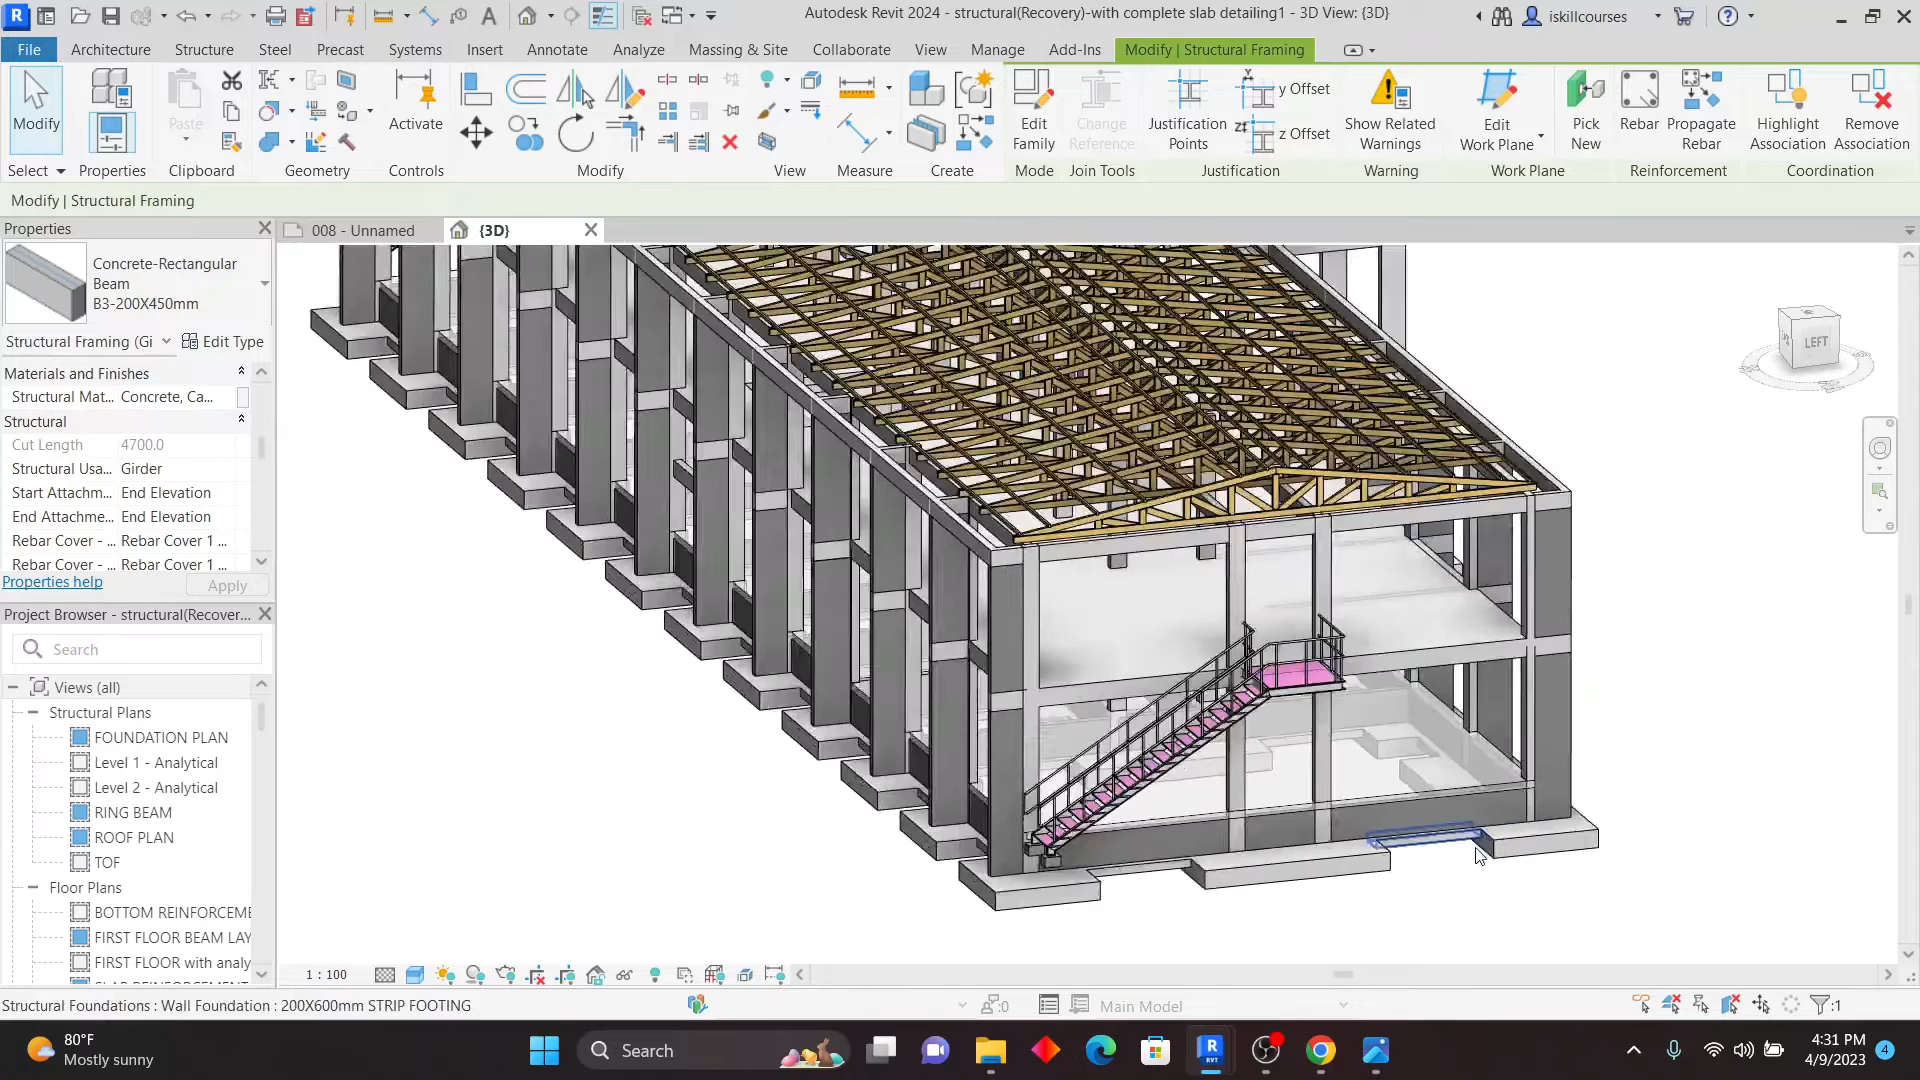 Autodesk Revit 2024 - structural(Recovery)-with complete slab detailing1 - 3D View: {3D}
iskillcourses
File Architecture Structure Steel Precast Systems Insert Annotate Analyze Massing & Site Collaborate View Manage Add-Ins Modify | Structural Framing
Modify
Paste
Activate
Edit Family
Change Reference
Justification Points
y Offset
z Offset
Show Related Warnings
Edit Work Plane
Pick New
Rebar
Propagate Rebar
Highlight Association
Remove Association
Select Properties Clipboard Geometry Controls Modify View Measure Create Mode Join Tools Justification Warning Work Plane Reinforcement Coordination
Modify | Structural Framing
Properties
008 - Unnamed
{3D}
Concrete-Rectangular
Beam
B3-200X450mm
Structural Framing (Gi
Edit Type
Materials and Finishes
Structural Mat... Concrete, Ca...
Structural
Cut Length 4700.0
Structural Usa... Girder
Start Attachm... End Elevation
End Attachme... End Elevation
Rebar Cover - ... Rebar Cover 1 ...
Rebar Cover - ... Rebar Cover 1 ...
Properties help
Apply
LEFT
Project Browser - structural(Recover...
Search
Views (all)
Structural Plans
FOUNDATION PLAN
Level 1 - Analytical
Level 2 - Analytical
RING BEAM
ROOF PLAN
TOF
Floor Plans
BOTTOM REINFORCEME
FIRST FLOOR BEAM LAY
FIRST FLOOR with analy
1 : 100
Structural Foundations : Wall Foundation : 200X600mm STRIP FOOTING
:0
Main Model
:1
80°F
Mostly sunny
Search
4:31 PM
4/9/2023
4